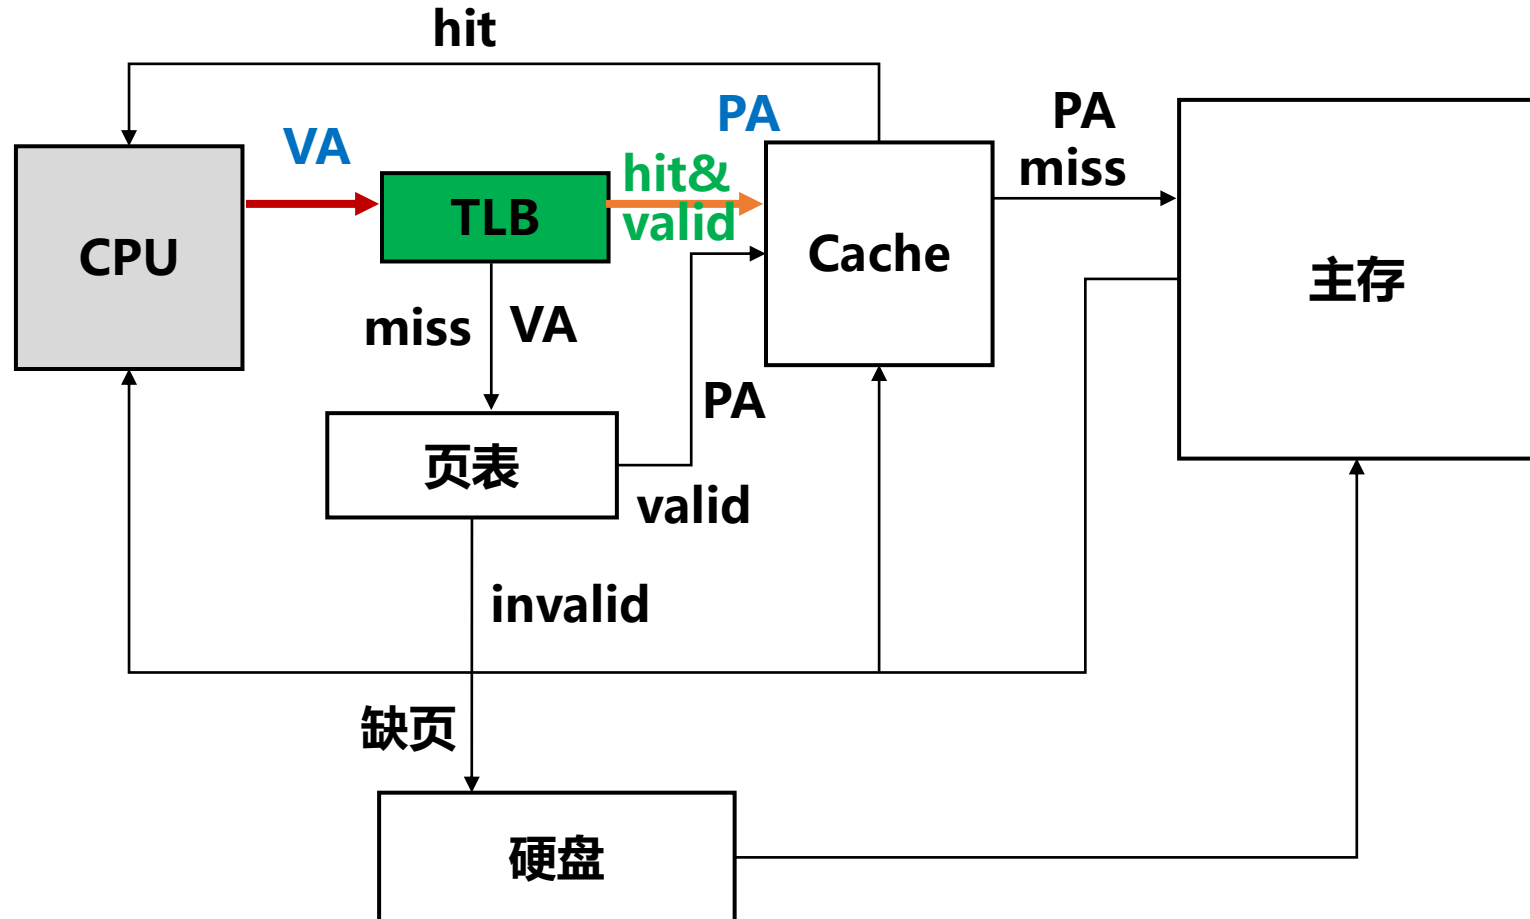 hit
VA
PA
PA
miss
hit&
valid
CPU
TLB
Cache
主存
miss
VA
PA
页表
valid
invalid
缺页
硬盘